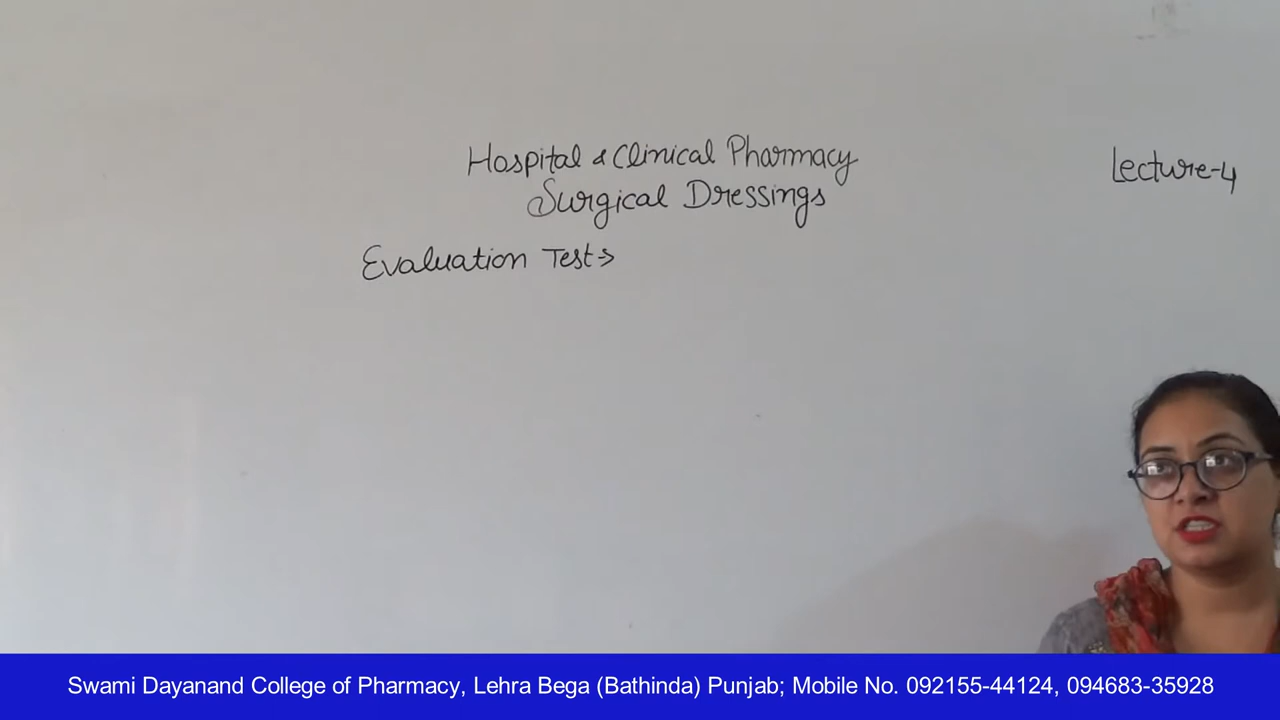 Hospital & Clinical Pharmacy
Lecture-4
Surgical Dressings
Evaluation Test→
Swami Dayanand College of Pharmacy, Lehra Bega (Bathinda) Punjab; Mobile No. 092155-44124, 094683-35928